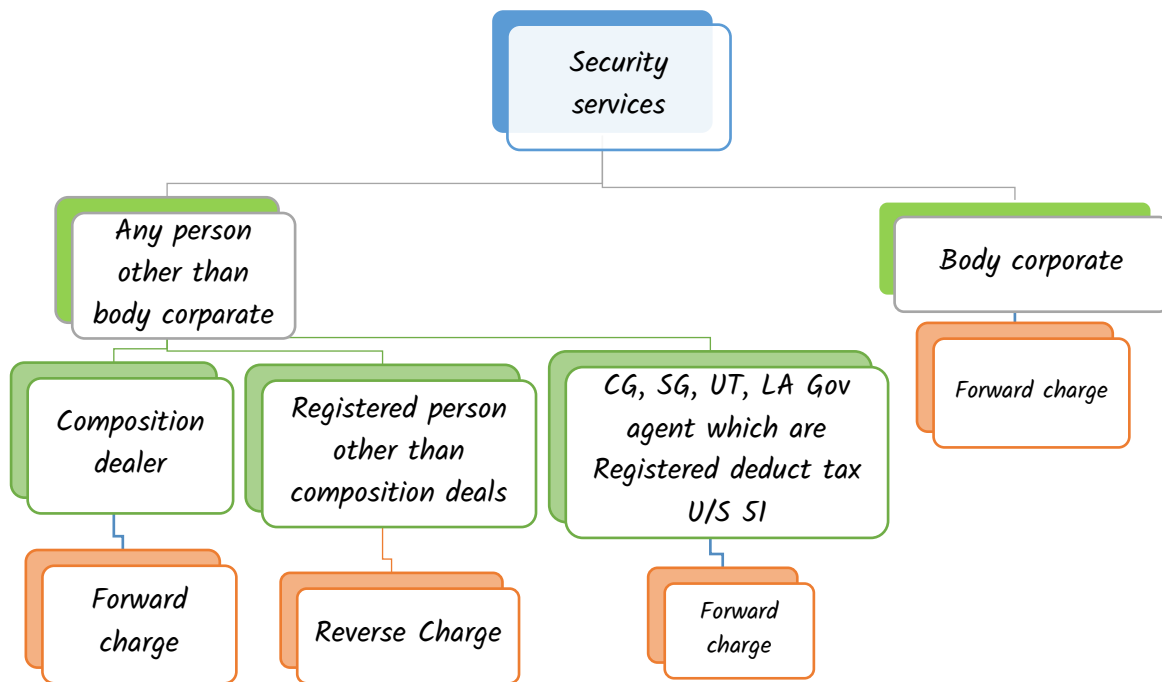 Security
services
Any person
other than
body corparate
Body corporate
Composition
dealer
Registered person
other than
composition deals
CG, SG, UT, LA Gov
agent which are
Registered deduct tax
U/S 51
Forward charge
Forward
charge
Reverse Charge
Forward
charge